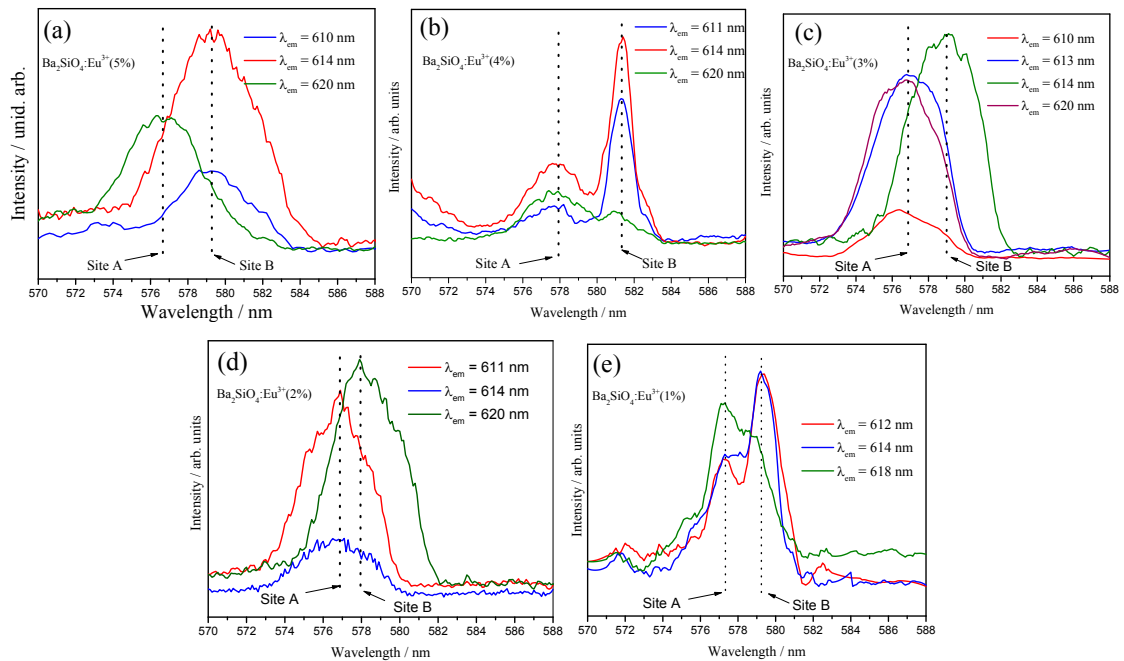 (a)
λem = 610 nm
λem = 614 nm
λem = 620 nm
Ba2SiO4:Eu3+(5%)
Site A
Site B
Intensity / unid. arb.
570 572 574 576 578 580 582 584 586 588
Wavelength / nm
(b)
λem = 611 nm
λem = 614 nm
λem = 620 nm
Ba2SiO4:Eu3+(4%)
Site A
Site B
Intensity / arb. units
570 572 574 576 578 580 582 584 586 588
Wavelength / nm
(c)
λem = 610 nm
λem = 613 nm
λem = 614 nm
λem = 620 nm
Ba2SiO4:Eu3+(3%)
Site A
Site B
Intensity / arb. units
570 572 574 576 578 580 582 584 586 588
Wavelength / nm
(d)
λem = 611 nm
λem = 614 nm
λem = 620 nm
Ba2SiO4:Eu3+(2%)
Site A
Site B
Intensity / arb. units
570 572 574 576 578 580 582 584 586 588
Wavelength / nm
(e)
Ba2SiO4:Eu3+(1%)
λem = 612 nm
λem = 614 nm
λem = 618 nm
Site A
Site B
Intensity / arb. units
570 572 574 576 578 580 582 584 586 588
Wavelength / nm